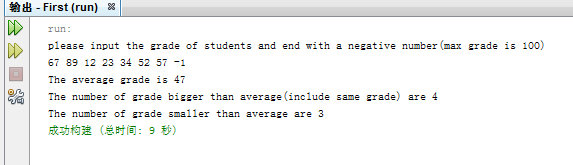 输出 - First (run)
run:
please input the grade of students and end with a negative number(max grade is 100)
67 89 12 23 34 52 57 -1
The average grade is 47
The number of grade bigger than average(include same grade) are 4
The number of grade smaller than average are 3
成功构建 (总时间: 9 秒)